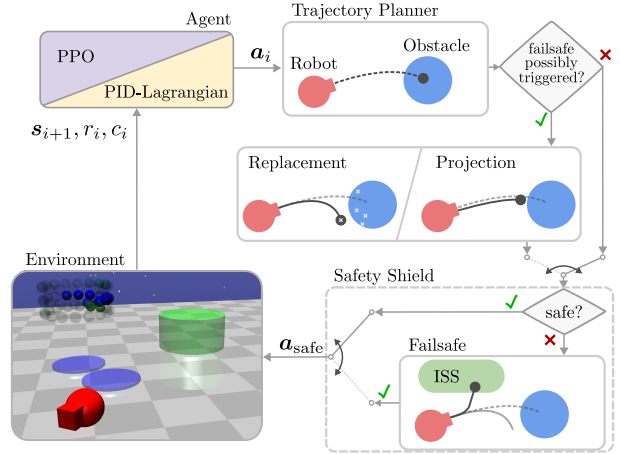 Agent
PPO
PID-Lagrangian
a_i
Trajectory Planner
Robot
Obstacle
failsafe
possibly
triggered?
s_{i+1}, r_i, c_i
Replacement
Projection
Environment
Safety Shield
safe?
a_safe
Failsafe
ISS